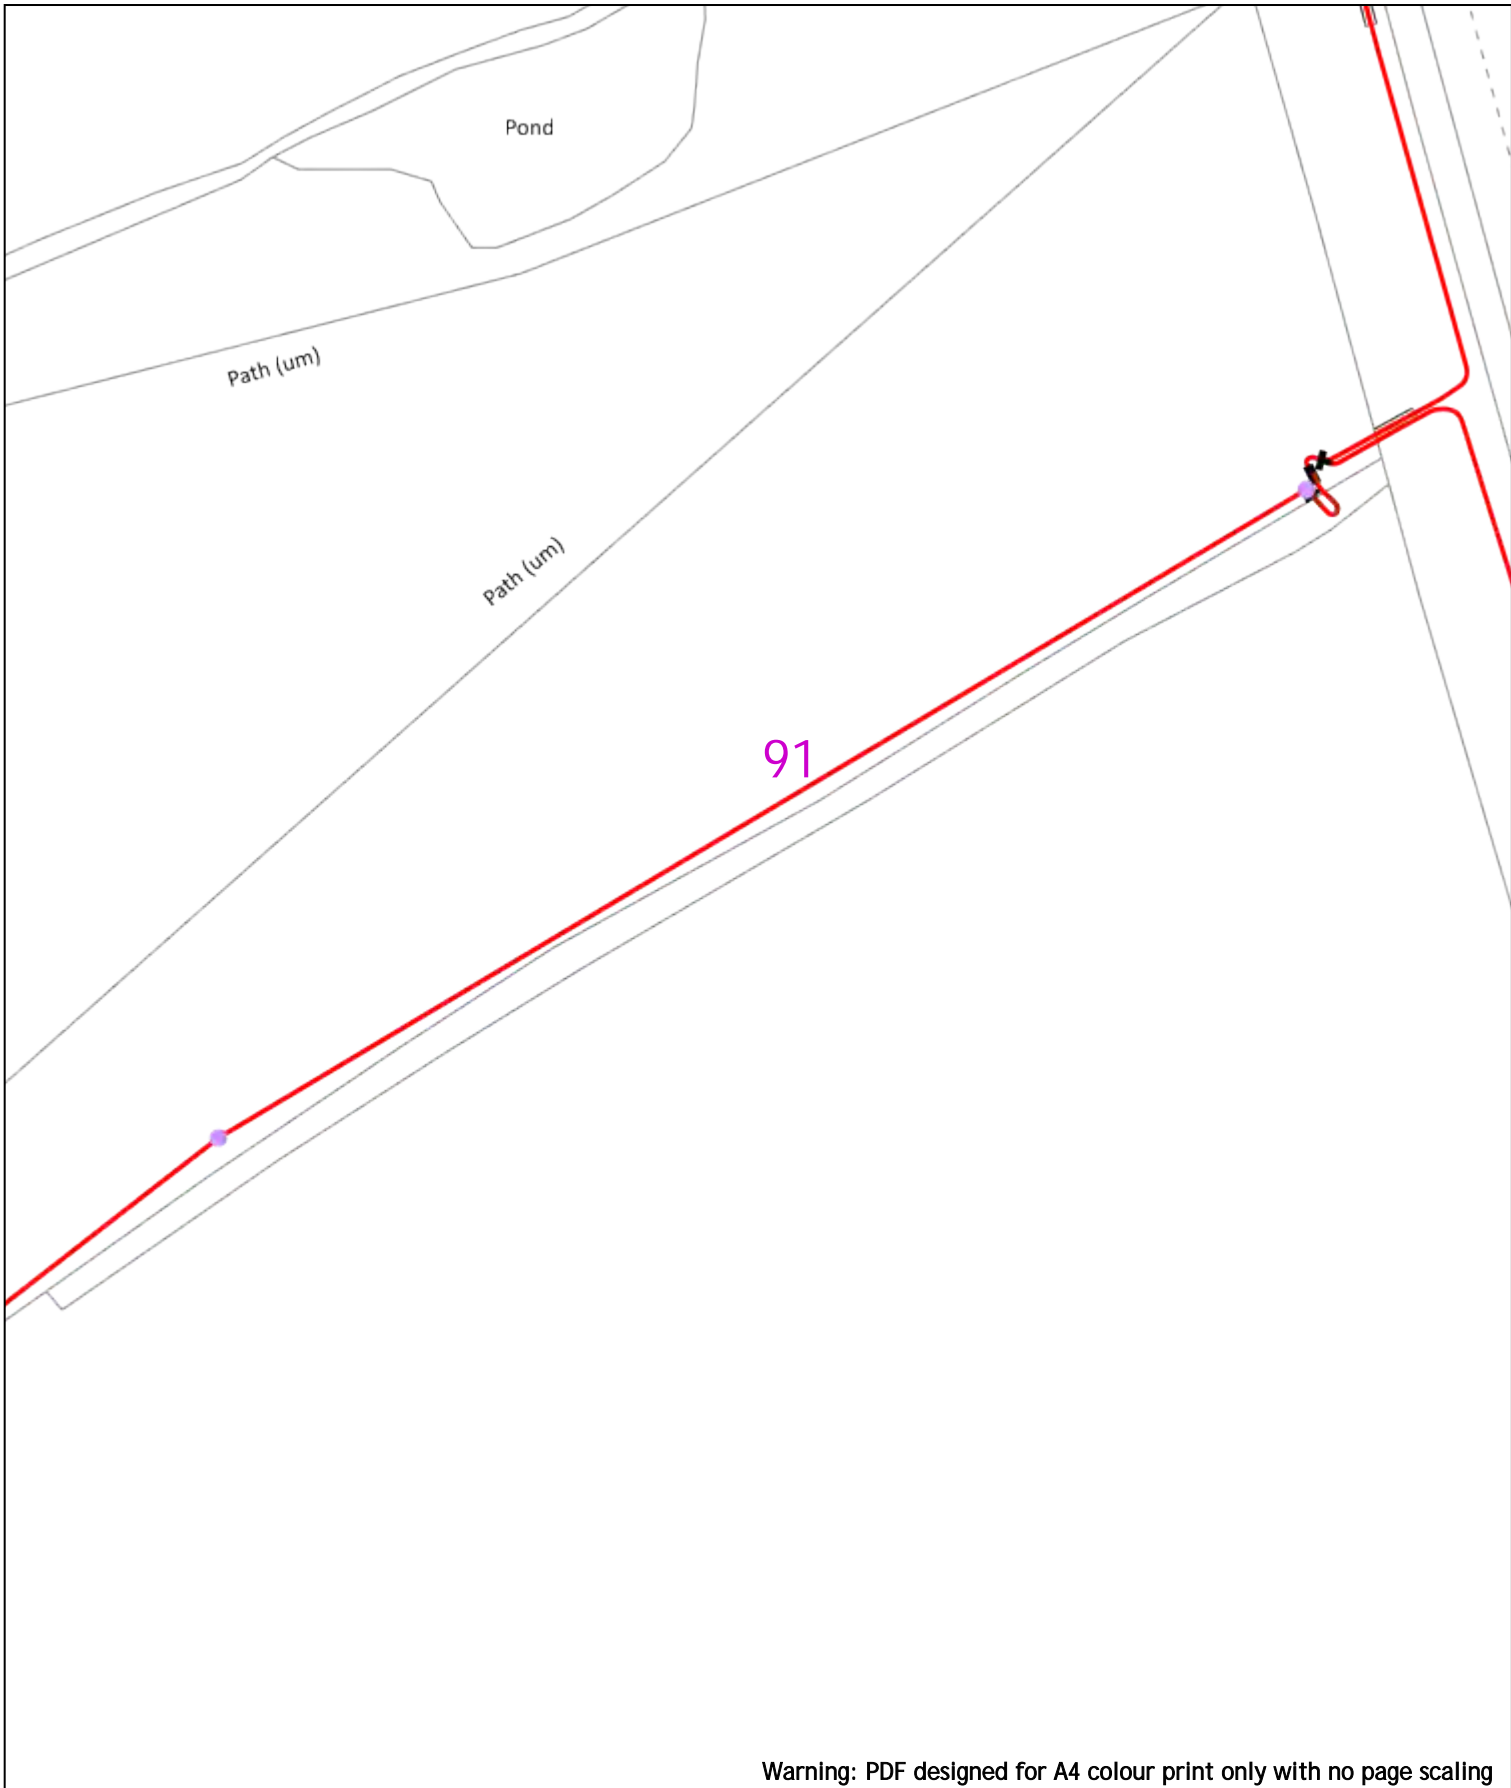 Pond
Path (um)
Path (um)
91
Warning: PDF designed for A4 colour print only with no page scaling